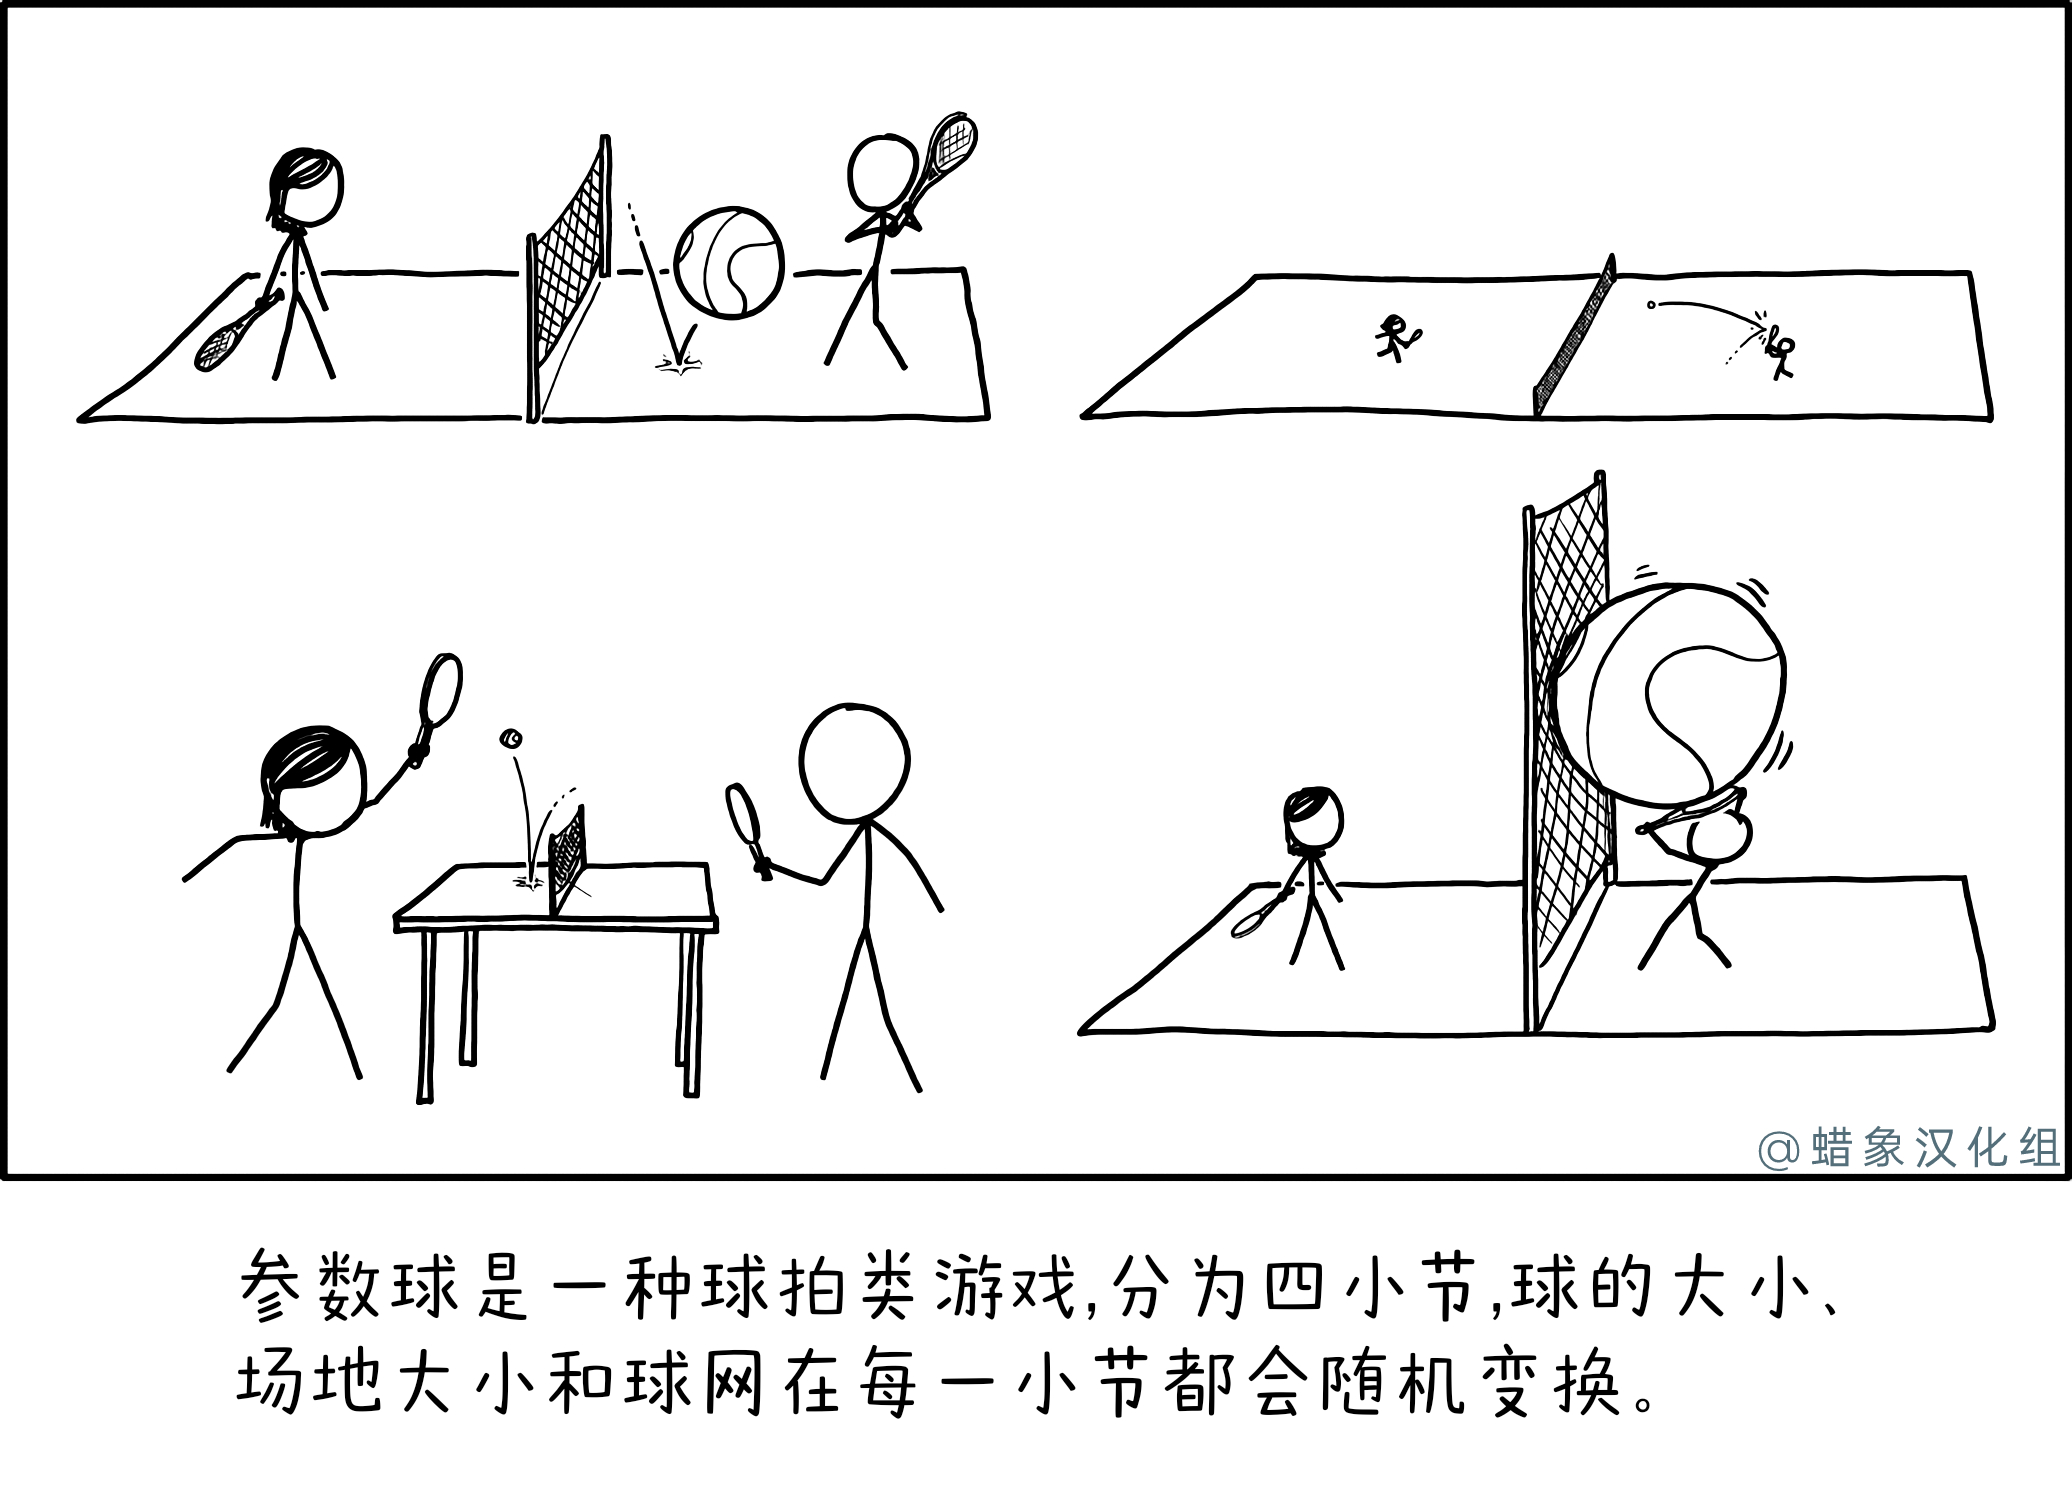 @蜡象汉化组
参数球是一种球拍类游戏,分为四小节,球的大小、
场地大小和球网在每一小节都会随机变换。